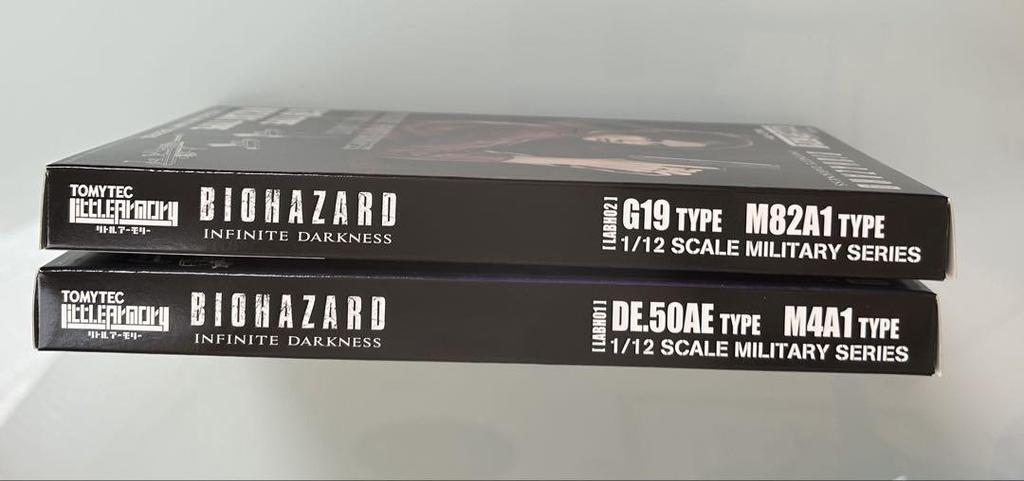 TOMYTEC
LittleArmory
リトルアーモリー
BIOHAZARD
INFINITE DARKNESS
[LABH02]
G19 TYPE M82A1 TYPE
1/12 SCALE MILITARY SERIES
TOMYTEC
LittleArmory
リトルアーモリー
BIOHAZARD
INFINITE DARKNESS
[LABH01]
DE.50AE TYPE M4A1 TYPE
1/12 SCALE MILITARY SERIES